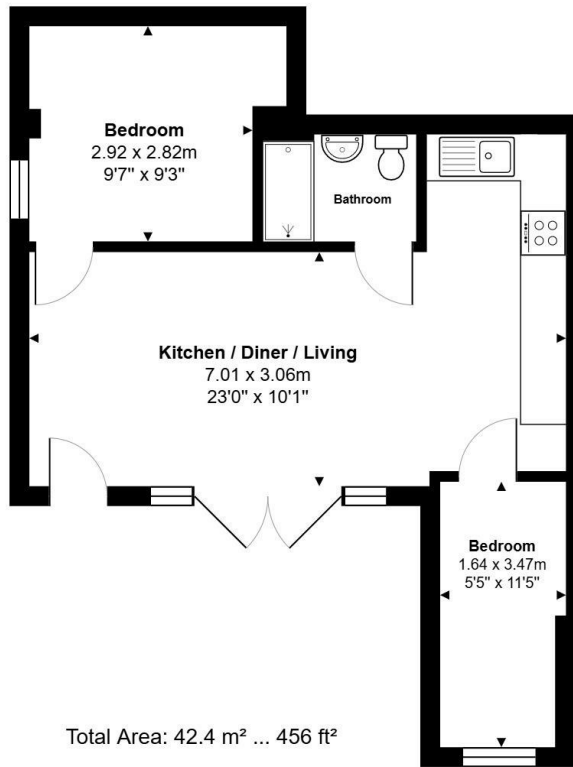 Bedroom
2.92 x 2.82m
9'7" x 9'3"
Bathroom
Kitchen / Diner / Living
7.01 x 3.06m
23'0" x 10'1"
Bedroom
1.64 x 3.47m
5'5" x 11'5"
Total Area: 42.4 m² ... 456 ft²